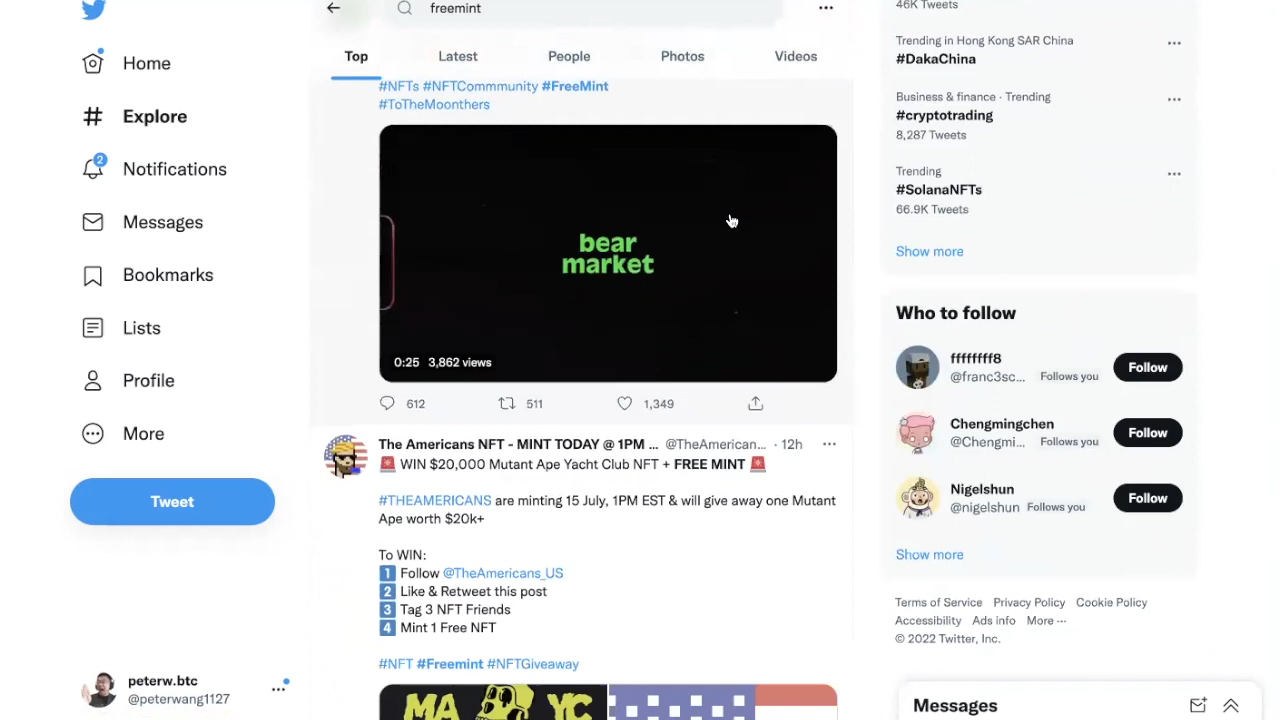 Home
Explore
2
Notifications
Messages
Bookmarks
Lists
Profile
More
Tweet
peterw.btc
@peterwang1127
freemint
Top
Latest
People
Photos
Videos
#NFTs #NFTCommmunity #FreeMint
#ToTheMoonthers
bear
market
0:25 3,862 views
612
511
1,349
The Americans NFT - MINT TODAY @ 1PM ... @TheAmerican... · 12h
🚨 WIN $20,000 Mutant Ape Yacht Club NFT + FREE MINT 🚨
#THEAMERICANS are minting 15 July, 1PM EST & will give away one Mutant
Ape worth $20k+
To WIN:
1️⃣ Follow @TheAmericans_US
2️⃣ Like & Retweet this post
3️⃣ Tag 3 NFT Friends
4️⃣ Mint 1 Free NFT
#NFT #Freemint #NFTGiveaway
MA YC
46K Tweets
Trending in Hong Kong SAR China
#DakaChina
Business & finance · Trending
#cryptotrading
8,287 Tweets
Trending
#SolanaNFTs
66.9K Tweets
Show more
Who to follow
ffffffff8
@franc3sc... Follows you
Follow
Chengmingchen
@Chengmi... Follows you
Follow
Nigelshun
@nigelshun Follows you
Follow
Show more
Terms of Service Privacy Policy Cookie Policy
Accessibility Ads info More ···
© 2022 Twitter, Inc.
Messages